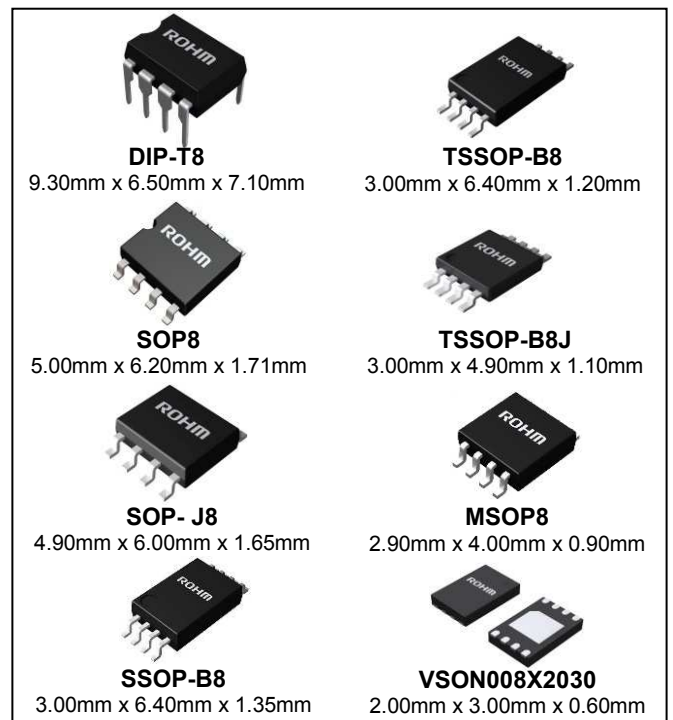 ROHM
DIP-T8
9.30mm x 6.50mm x 7.10mm
ROHM
TSSOP-B8
3.00mm x 6.40mm x 1.20mm
ROHM
SOP8
5.00mm x 6.20mm x 1.71mm
ROHM
TSSOP-B8J
3.00mm x 4.90mm x 1.10mm
ROHM
SOP- J8
4.90mm x 6.00mm x 1.65mm
ROHM
MSOP8
2.90mm x 4.00mm x 0.90mm
ROHM
SSOP-B8
3.00mm x 6.40mm x 1.35mm
ROHM
VSON008X2030
2.00mm x 3.00mm x 0.60mm